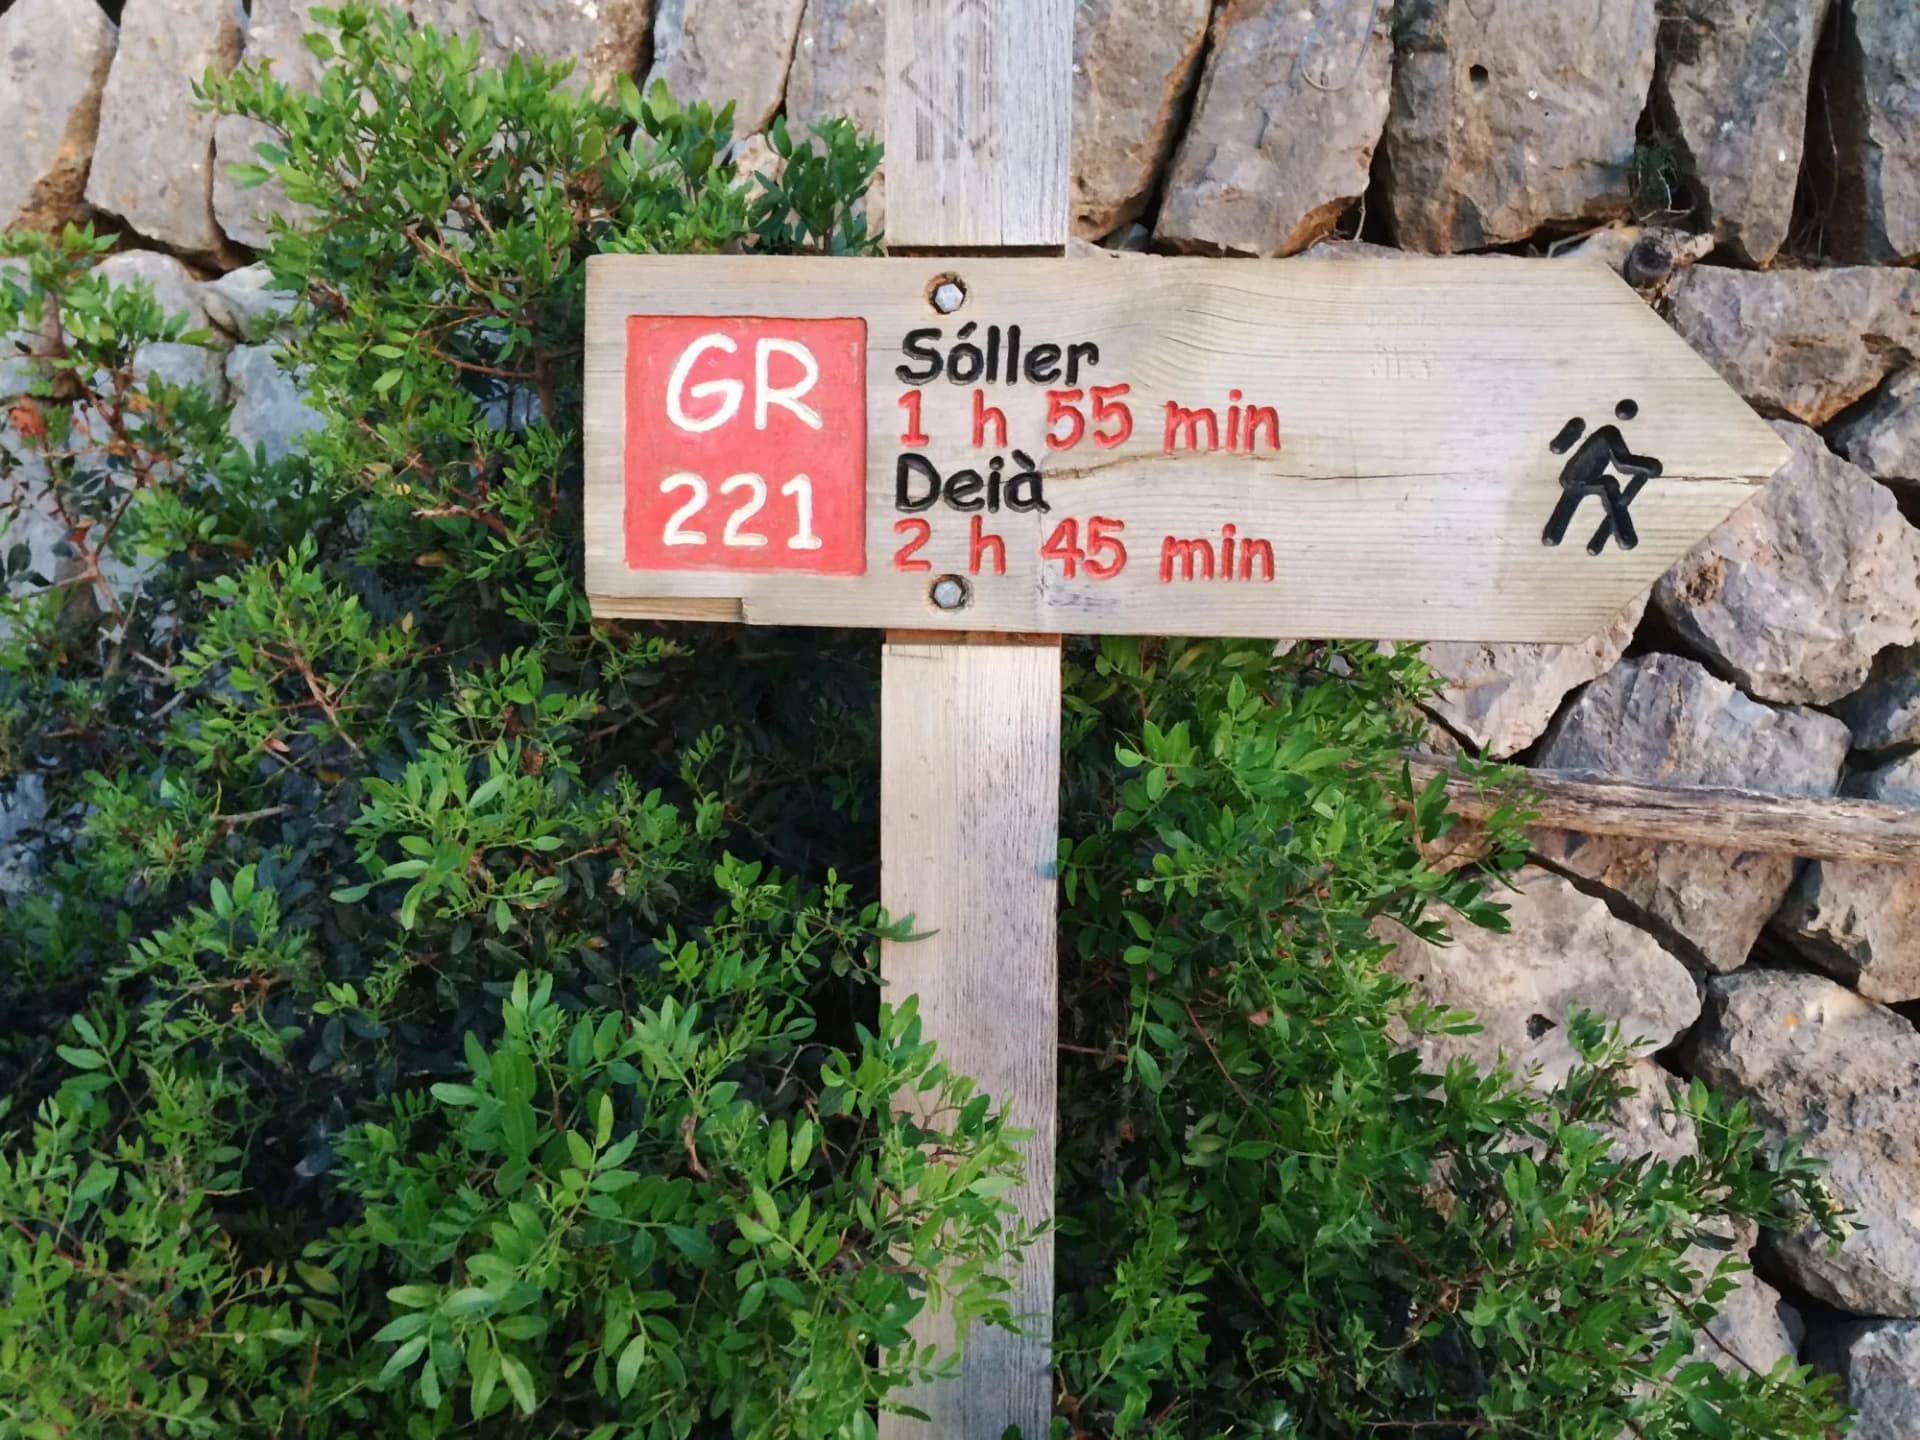 GR
221
Sóller
1 h 55 min
Deià
2 h 45 min